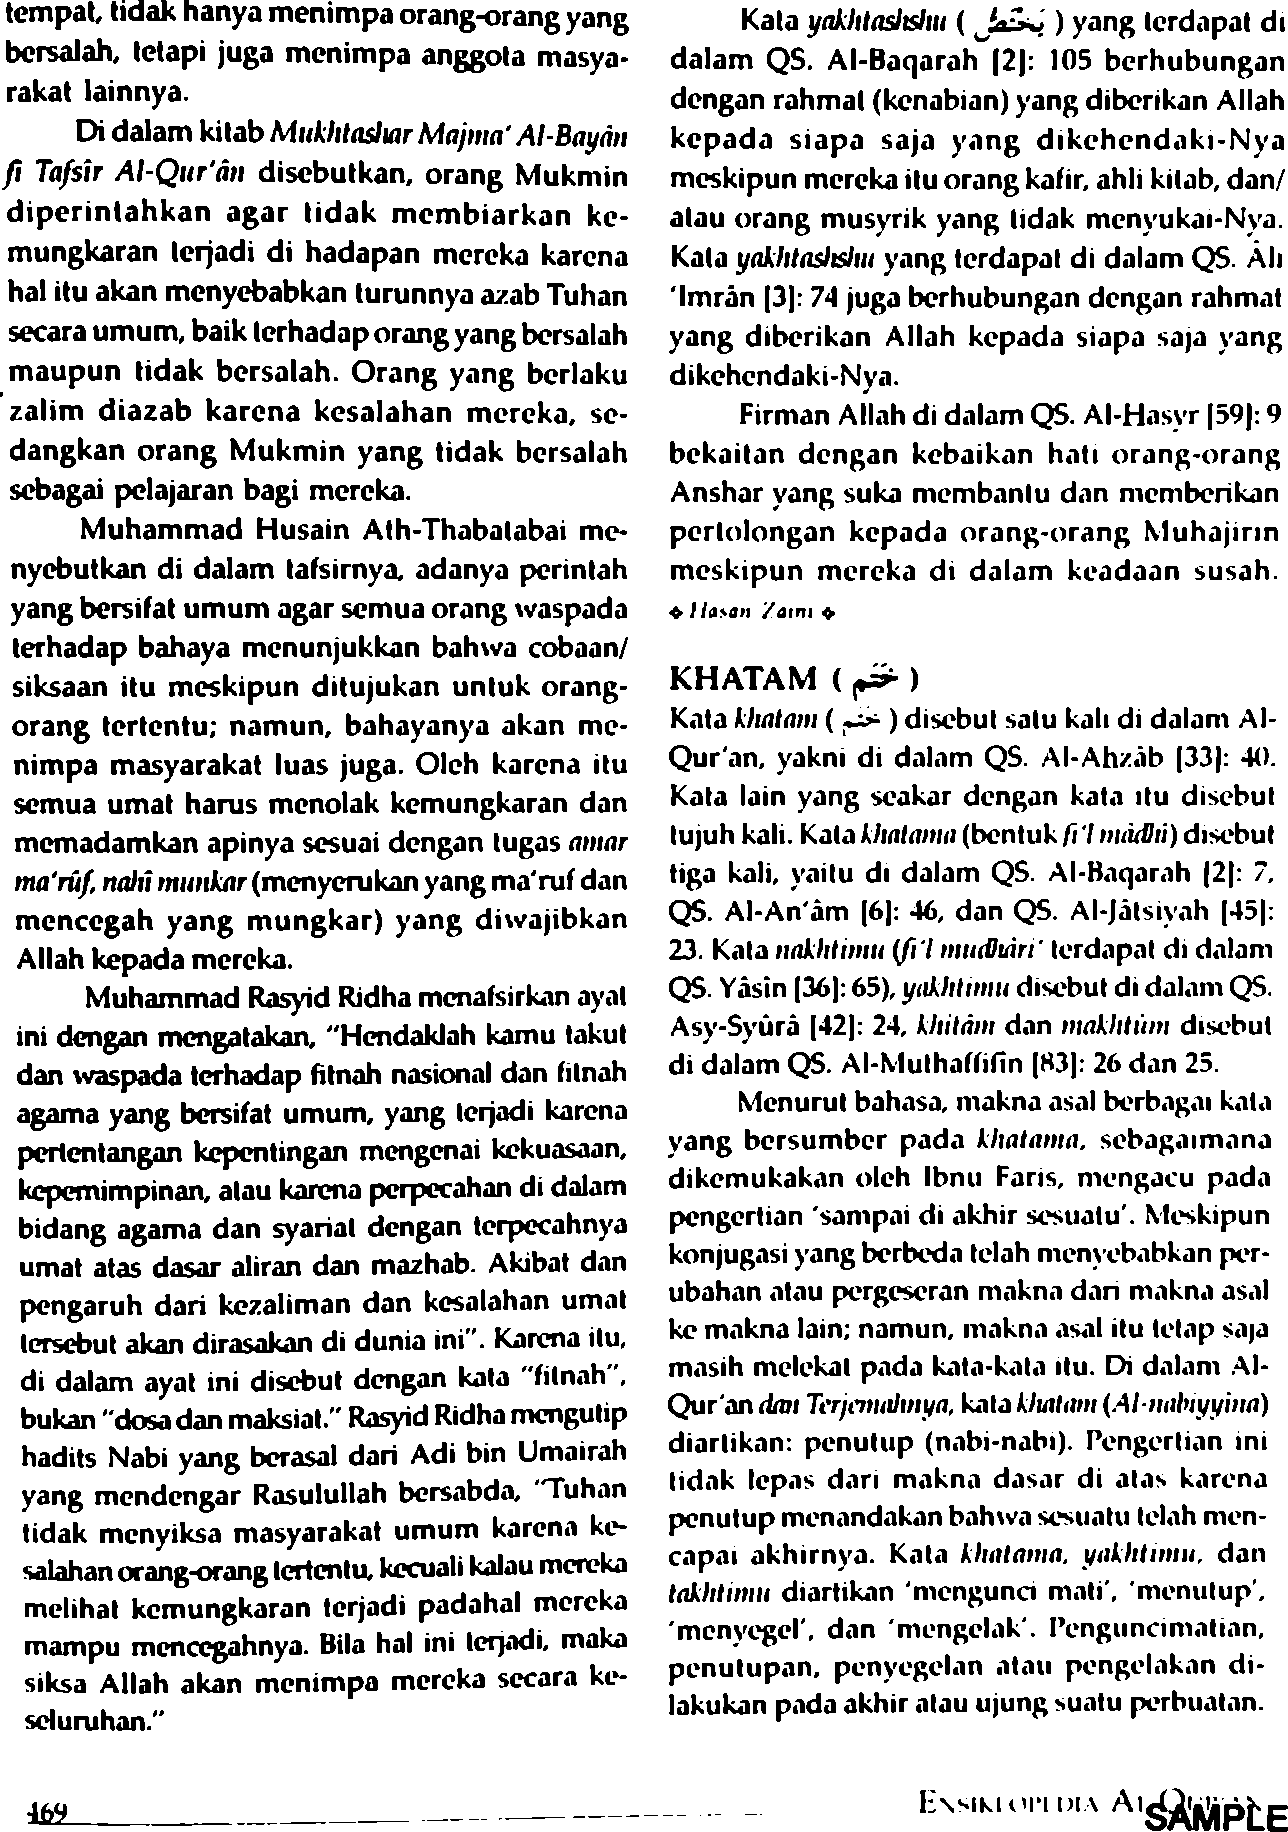 tempat, tidak hanya menimpa orang-orang yang
bersalah, tetapi juga menimpa anggota masya-
rakat lainnya.
Di dalam kitab Mukhtashar Majma' Al-Bayân
fî Tafsîr Al-Qur'ân disebutkan, orang Mukmin
diperintahkan agar tidak membiarkan ke-
mungkaran terjadi di hadapan mereka karena
hal itu akan menyebabkan turunnya azab Tuhan
secara umum, baik terhadap orang yang bersalah
maupun tidak bersalah. Orang yang berlaku
zalim diazab karena kesalahan mereka, se-
dangkan orang Mukmin yang tidak bersalah
sebagai pelajaran bagi mereka.
Muhammad Husain Ath-Thabatabai me-
nyebutkan di dalam tafsirnya, adanya perintah
yang bersifat umum agar semua orang waspada
terhadap bahaya menunjukkan bahwa cobaan/
siksaan itu meskipun ditujukan untuk orang-
orang tertentu; namun, bahayanya akan me-
nimpa masyarakat luas juga. Oleh karena itu
semua umat harus menolak kemungkaran dan
memadamkan apinya sesuai dengan tugas amar
ma'rûf, nahî munkar (menyerukan yang ma'ruf dan
mencegah yang mungkar) yang diwajibkan
Allah kepada mereka.
Muhammad Rasyid Ridha menafsirkan ayat
ini dengan mengatakan, "Hendaklah kamu takut
dan waspada terhadap fitnah nasional dan fitnah
agama yang bersifat umum, yang terjadi karena
pertentangan kepentingan mengenai kekuasaan,
kepemimpinan, atau karena perpecahan di dalam
bidang agama dan syariat dengan terpecahnya
umat atas dasar aliran dan mazhab. Akibat dan
pengaruh dari kezaliman dan kesalahan umat
tersebut akan dirasakan di dunia ini". Karena itu,
di dalam ayat ini disebut dengan kata "fitnah",
bukan "dosa dan maksiat." Rasyid Ridha mengutip
hadits Nabi yang berasal dari Adi bin Umairah
yang mendengar Rasulullah bersabda, "Tuhan
tidak menyiksa masyarakat umum karena ke-
salahan orang-orang tertentu, kecuali kalau mereka
melihat kemungkaran terjadi padahal mereka
mampu mencegahnya. Bila hal ini terjadi, maka
siksa Allah akan menimpa mereka secara ke-
seluruhan."
Kata yakhtashshu ( يَخْتَصُّ ) yang terdapat di
dalam QS. Al-Baqarah [2]: 105 berhubungan
dengan rahmat (kenabian) yang diberikan Allah
kepada siapa saja yang dikehendaki-Nya
meskipun mereka itu orang kafir, ahli kitab, dan/
atau orang musyrik yang tidak menyukai-Nya.
Kata yakhtashshu yang terdapat di dalam QS. Âli
'Imrân [3]: 74 juga berhubungan dengan rahmat
yang diberikan Allah kepada siapa saja yang
dikehendaki-Nya.
Firman Allah di dalam QS. Al-Hasyr [59]: 9
bekaitan dengan kebaikan hati orang-orang
Anshar yang suka membantu dan memberikan
pertolongan kepada orang-orang Muhajirin
meskipun mereka di dalam keadaan susah.
❖ Hasan Zaini ❖
KHATAM ( خَتَم )
Kata khatam ( خَتَم ) disebut satu kali di dalam Al-
Qur'an, yakni di dalam QS. Al-Ahzâb [33]: 40.
Kata lain yang seakar dengan kata itu disebut
tujuh kali. Kata khatama (bentuk fi'l mâdhi) disebut
tiga kali, yaitu di dalam QS. Al-Baqarah [2]: 7,
QS. Al-An'âm [6]: 46, dan QS. Al-Jâtsiyah [45]:
23. Kata nakhtimu (fi'l mudhâri' terdapat di dalam
QS. Yâsîn [36]: 65), yakhtimu disebut di dalam QS.
Asy-Syûrâ [42]: 24, khitâm dan makhtûm disebut
di dalam QS. Al-Muthaffifîn [83]: 26 dan 25.
Menurut bahasa, makna asal berbagai kata
yang bersumber pada khatama, sebagaimana
dikemukakan oleh Ibnu Faris, mengacu pada
pengertian 'sampai di akhir sesuatu'. Meskipun
konjugasi yang berbeda telah menyebabkan per-
ubahan atau pergeseran makna dari makna asal
ke makna lain; namun, makna asal itu tetap saja
masih melekat pada kata-kata itu. Di dalam Al-
Qur'an dan Terjemahnya, kata khatam (Al-nabiyyina)
diartikan: penutup (nabi-nabi). Pengertian ini
tidak lepas dari makna dasar di atas karena
penutup menandakan bahwa sesuatu telah men-
capai akhirnya. Kata khatama, yakhtimu, dan
takhtimu diartikan 'mengunci mati', 'menutup',
'menyegel', dan 'mengelak'. Penguncimatian,
penutupan, penyegelan atau pengelakan di-
lakukan pada akhir atau ujung suatu perbuatan.
469
ENSIKLOPEDIA AL-QUR'AN
SAMPLE